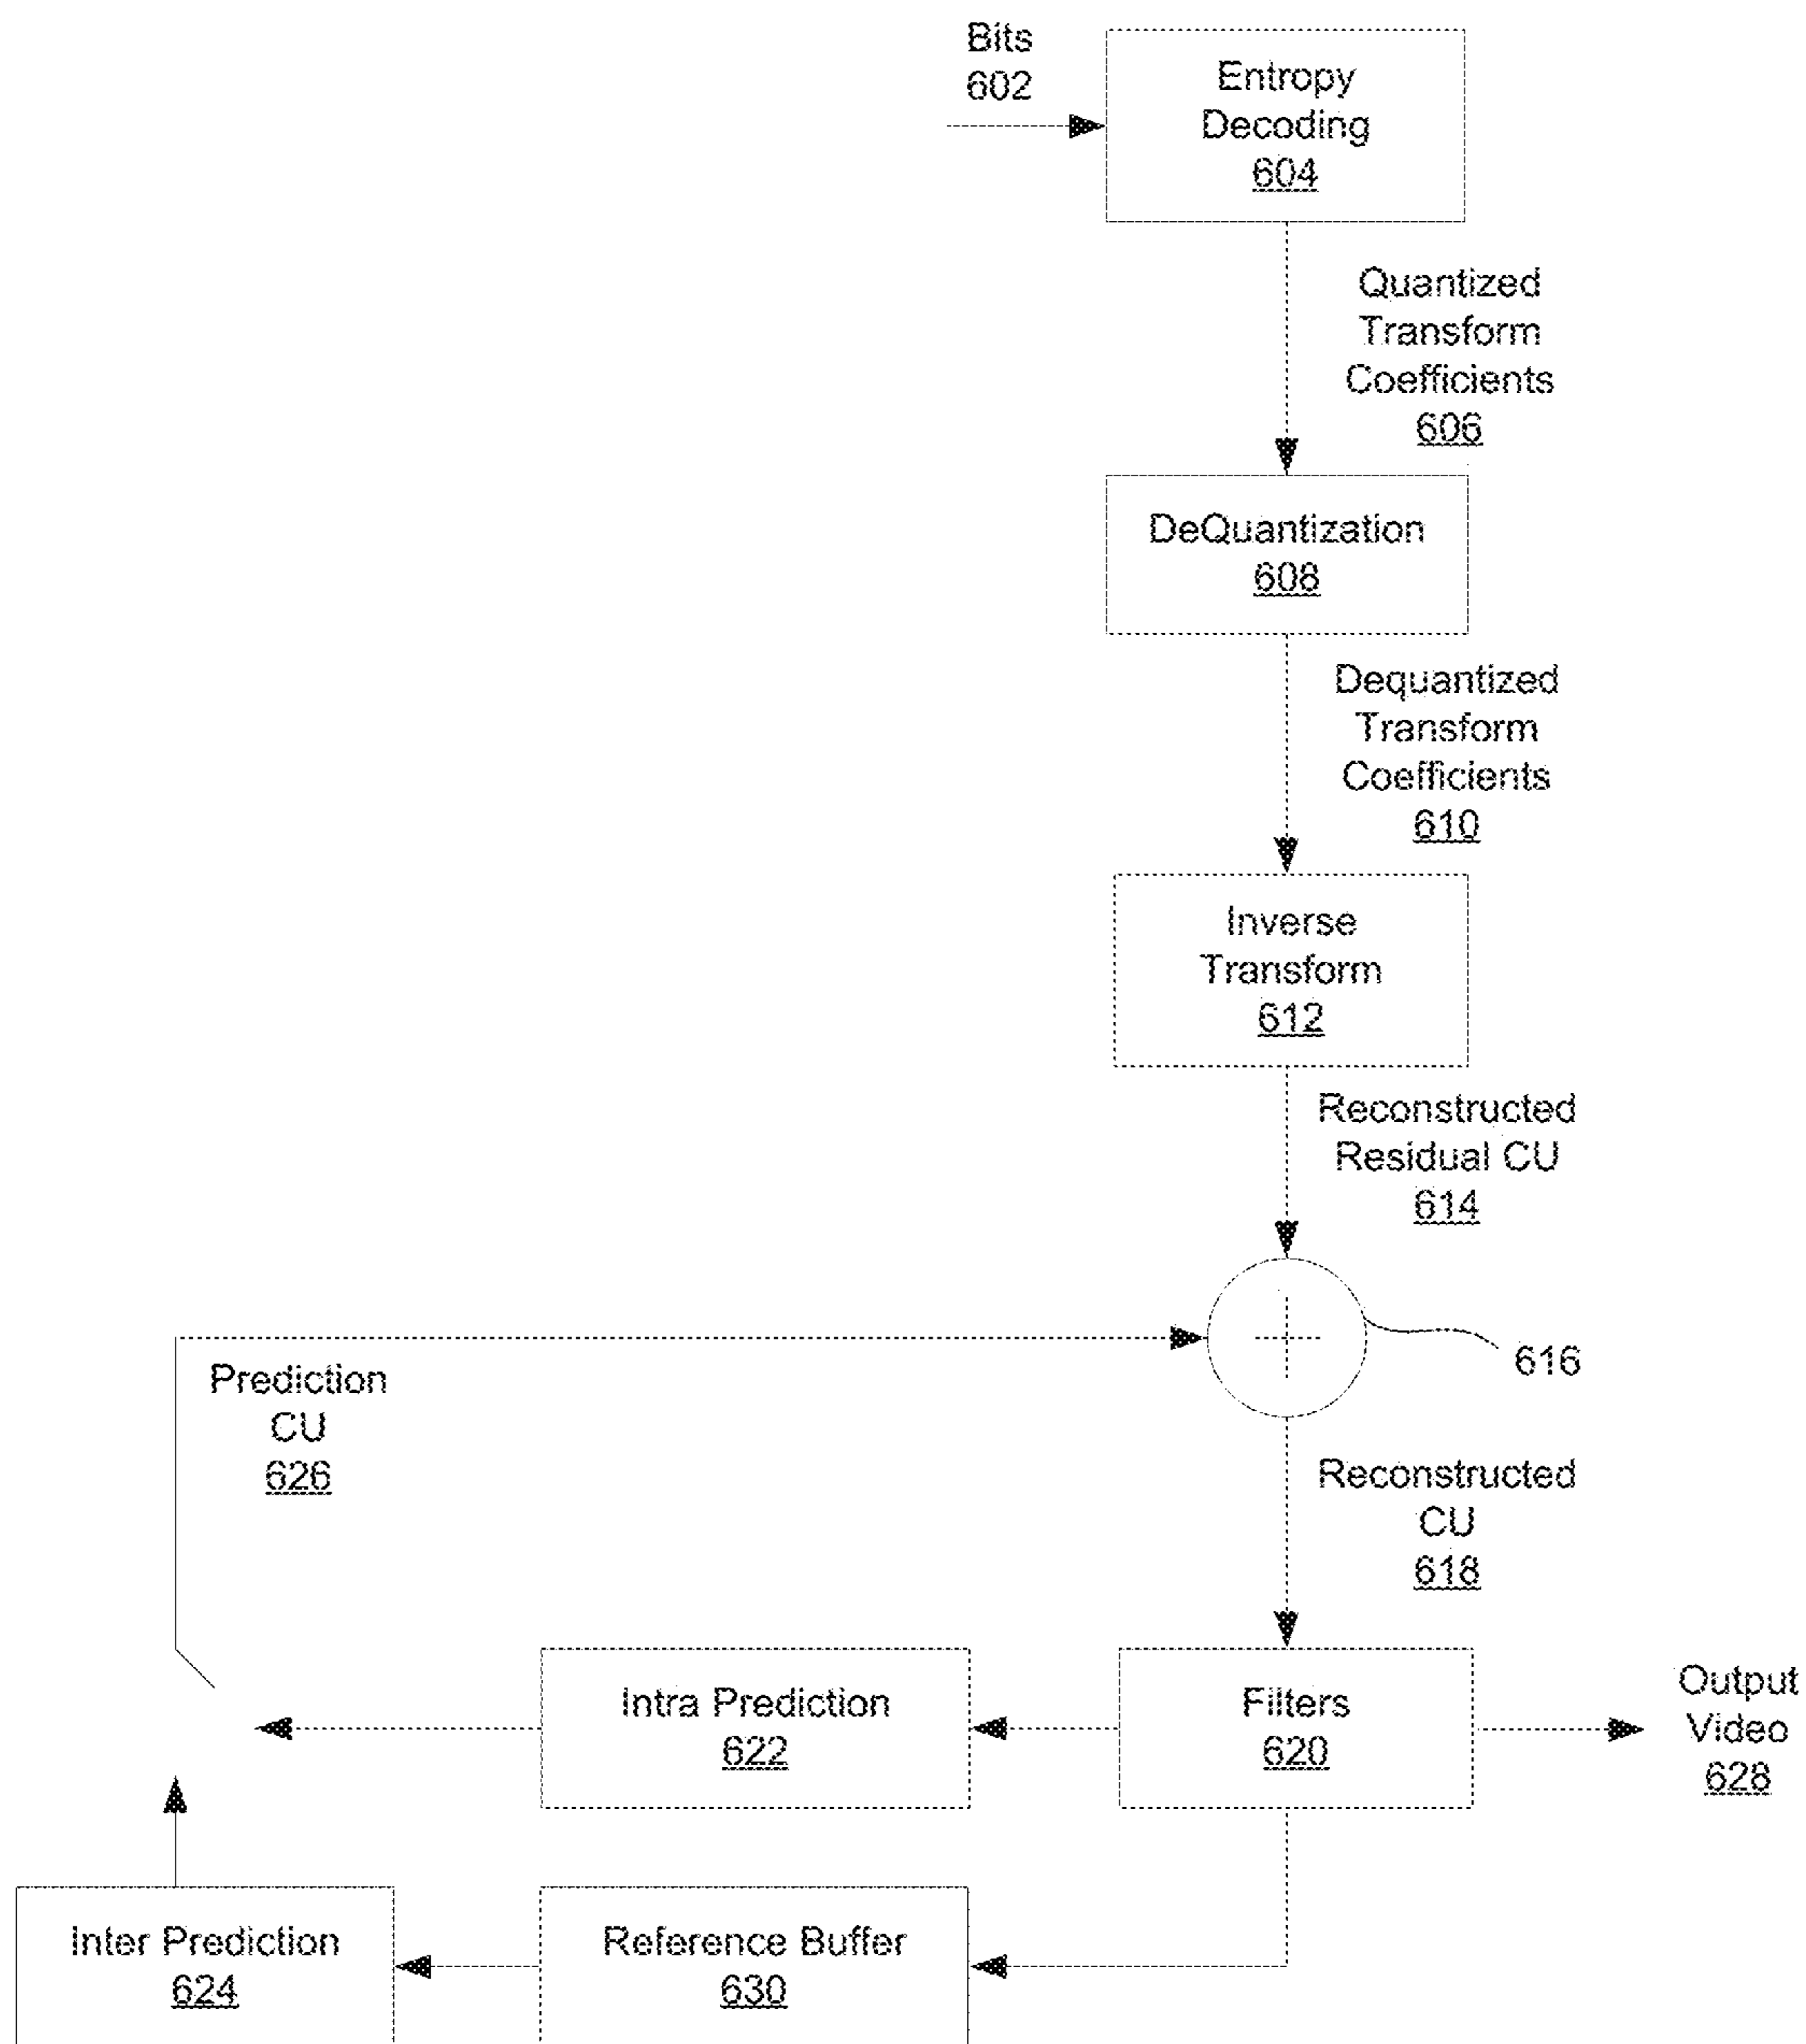 Bits
602
Entropy
Decoding
604
Quantized
Transform
Coefficients
606
DeQuantization
608
Dequantized
Transform
Coefficients
610
Inverse
Transform
612
Reconstructed
Residual CU
614
616
Prediction
CU
626
Reconstructed
CU
618
Intra Prediction
622
Filters
620
Output
Video
628
Inter Prediction
624
Reference Buffer
630